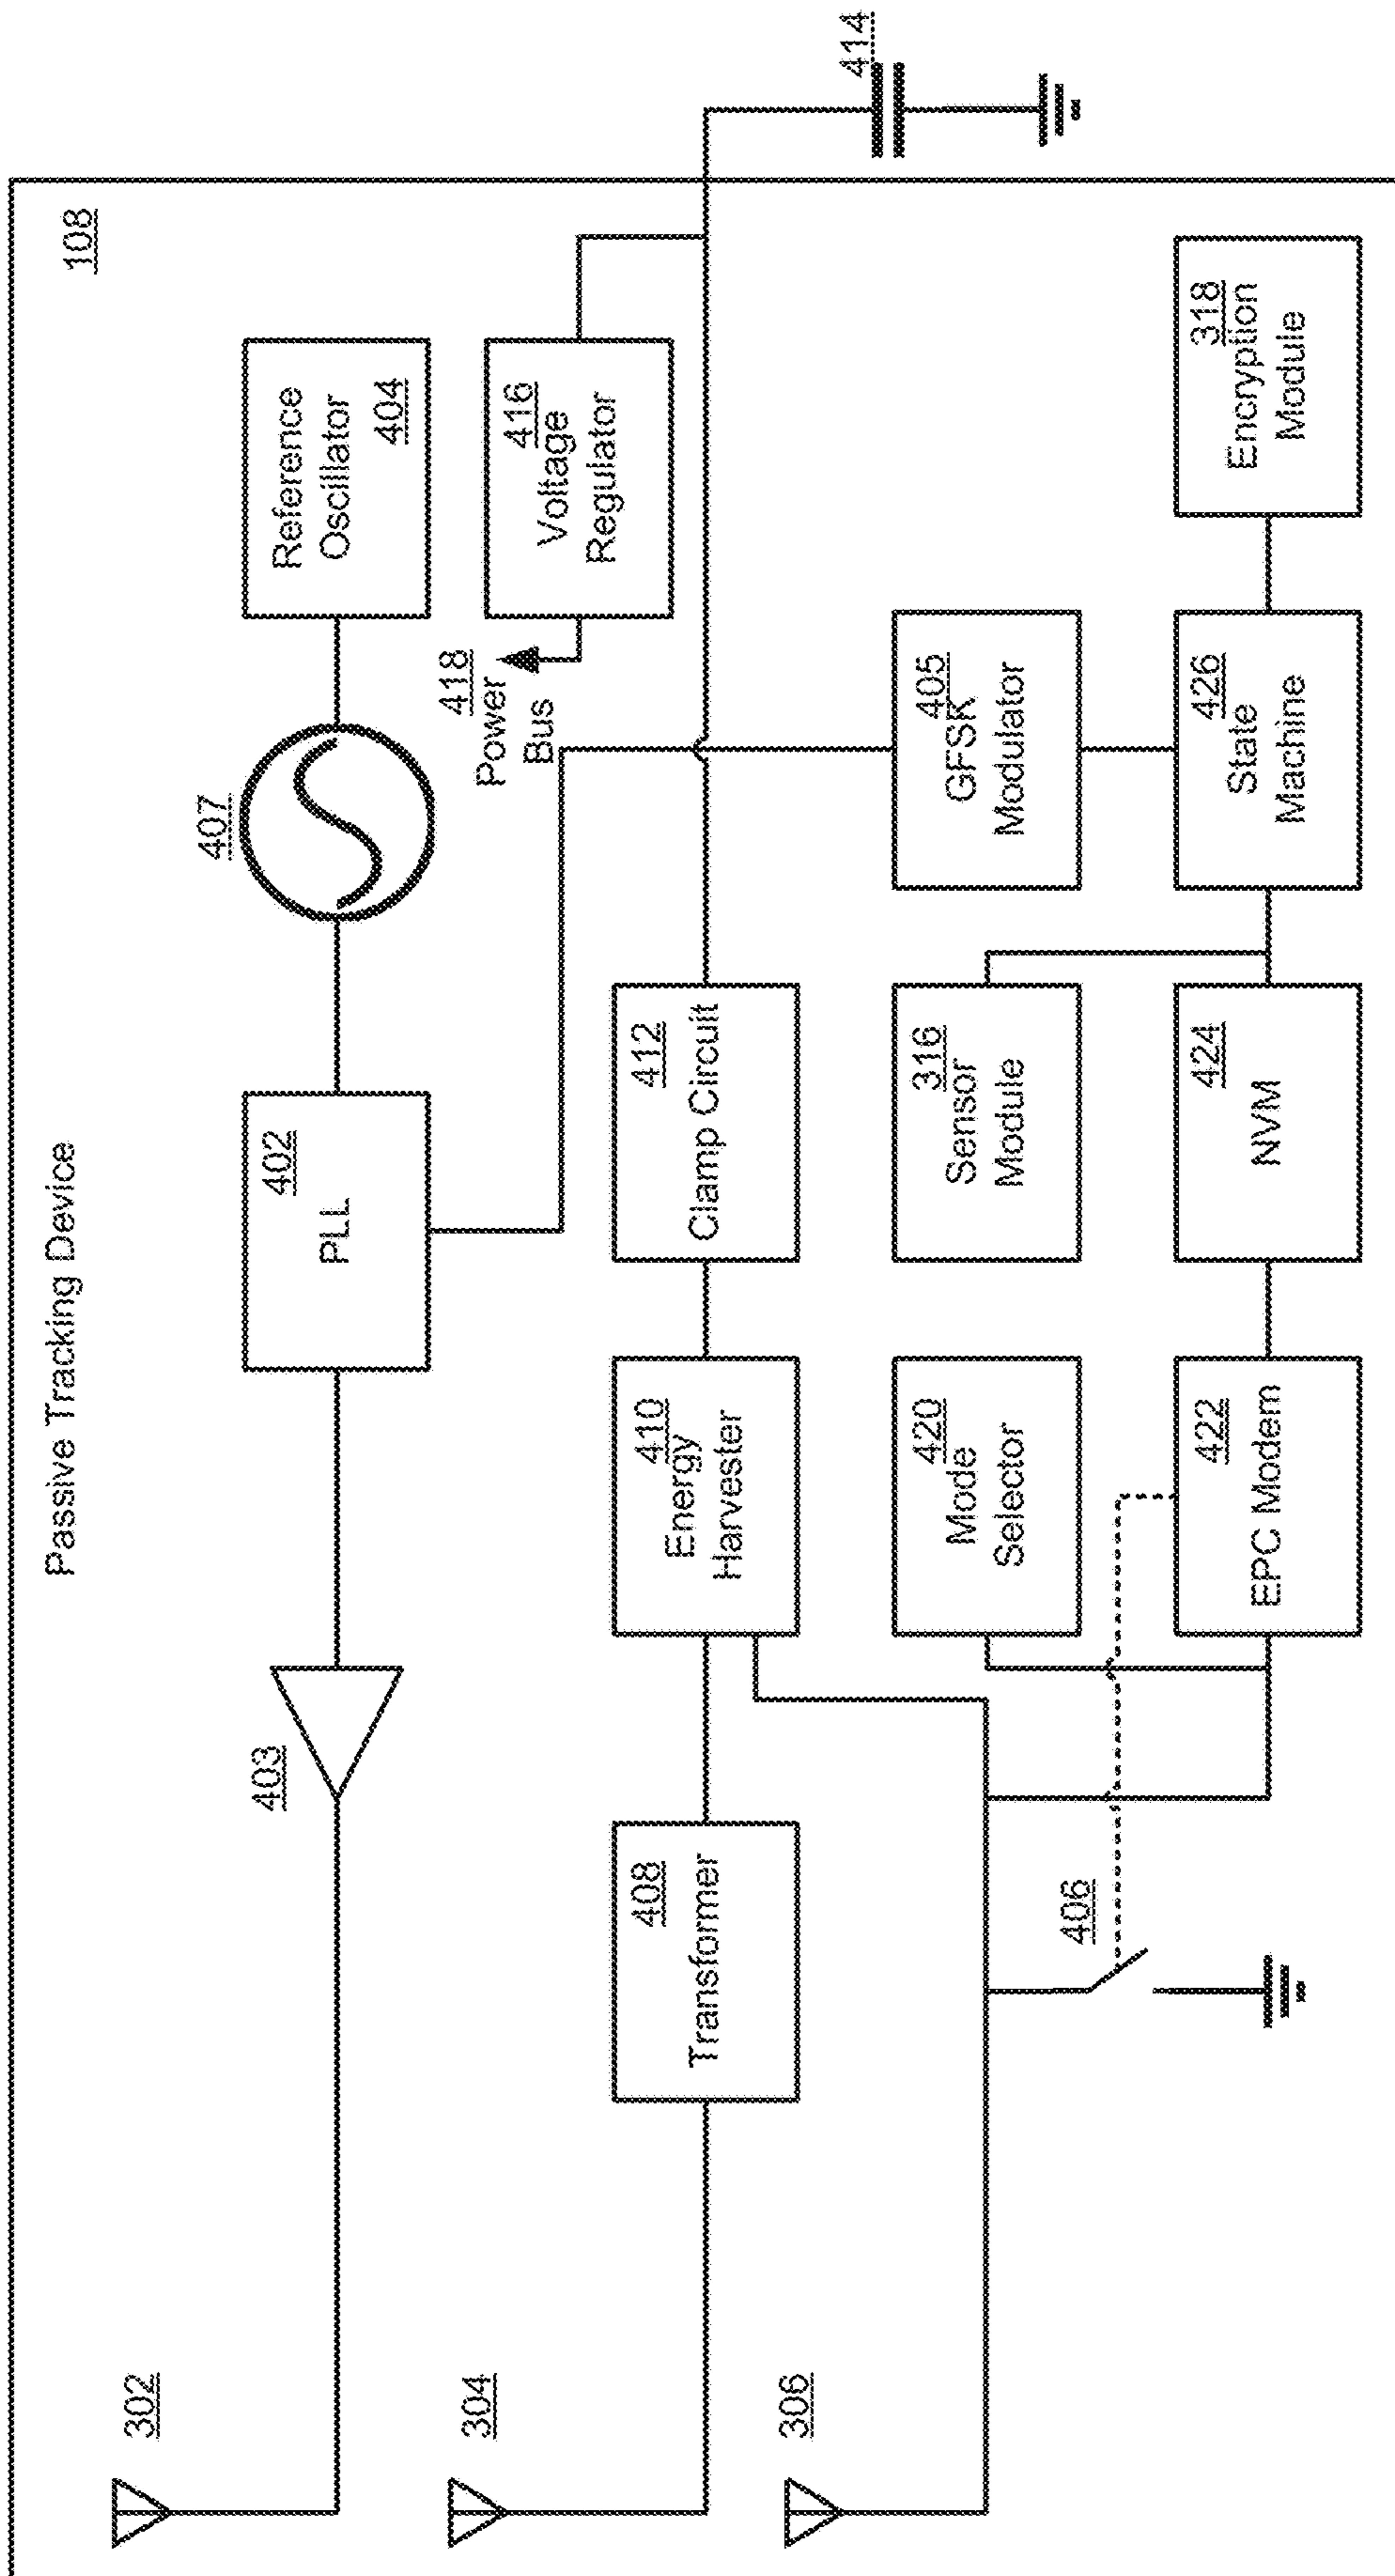 Passive Tracking Device
108
302
403
402
PLL
407
Reference
Oscillator
404
304
408
Transformer
410
Energy
Harvester
412
Clamp Circuit
418
Power
Bus
416
Voltage
Regulator
414
306
406
420
Mode
Selector
316
Sensor
Module
405
GFSK
Modulator
422
EPC Modem
424
NVM
426
State
Machine
318
Encryption
Module